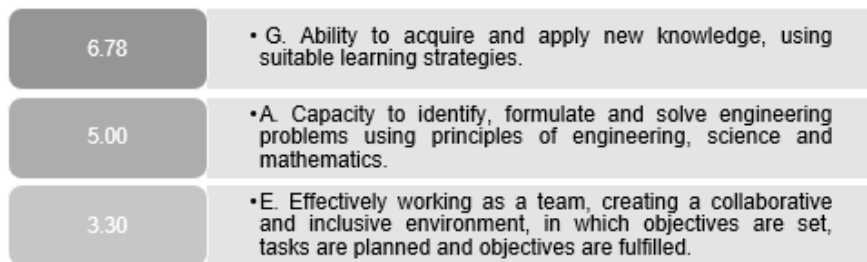 6.78
• G. Ability to acquire and apply new knowledge, using
suitable learning strategies.
5.00
•A. Capacity to identify, formulate and solve engineering
problems using principles of engineering, science and
mathematics.
3.30
•E. Effectively working as a team, creating a collaborative
and inclusive environment, in which objectives are set,
tasks are planned and objectives are fulfilled.